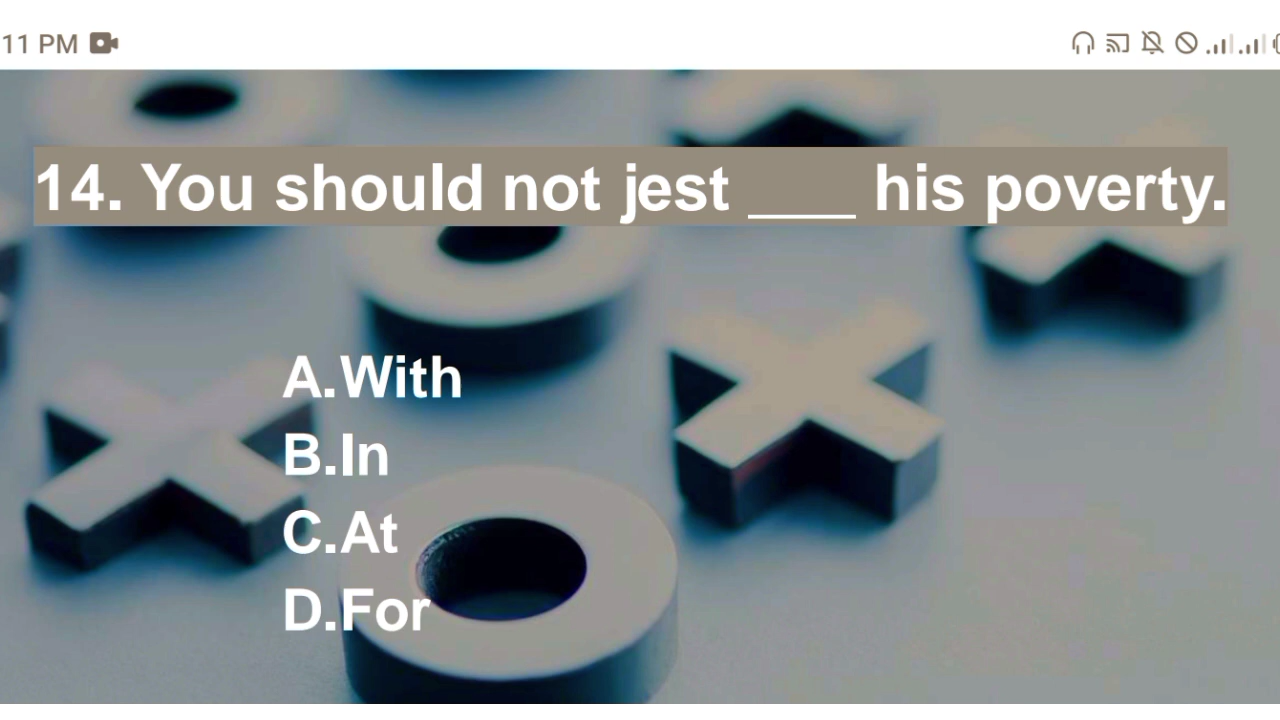 11 PM
14. You should not jest ___ his poverty.
A.With
B.In
C.At
D.For